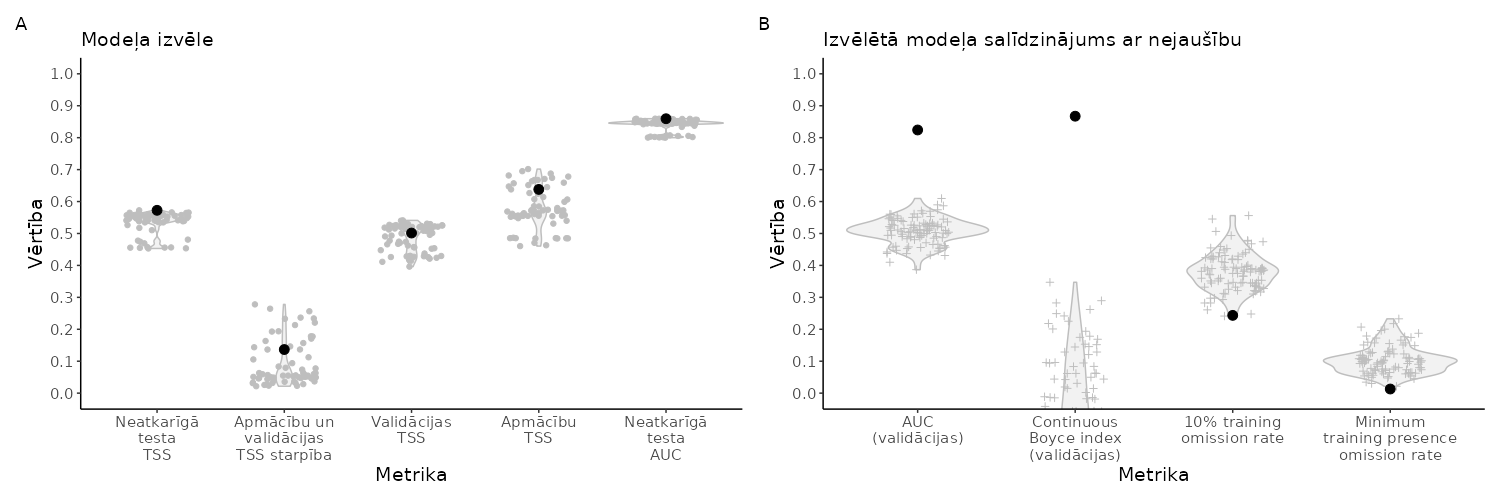 A
Modeļa izvēle
Vērtība
1.0
0.9
0.8
0.7
0.6
0.5
0.4
0.3
0.2
0.1
0.0
Neatkarīgā
testa
TSS
Apmācību un
validācijas
TSS starpība
Validācijas
TSS
Apmācību
TSS
Neatkarīgā
testa
AUC
Metrika
B
Izvēlētā modeļa salīdzinājums ar nejaušību
Vērtība
1.0
0.9
0.8
0.7
0.6
0.5
0.4
0.3
0.2
0.1
0.0
AUC
(validācijas)
Continuous
Boyce index
(validācijas)
10% training
omission rate
Minimum
training presence
omission rate
Metrika